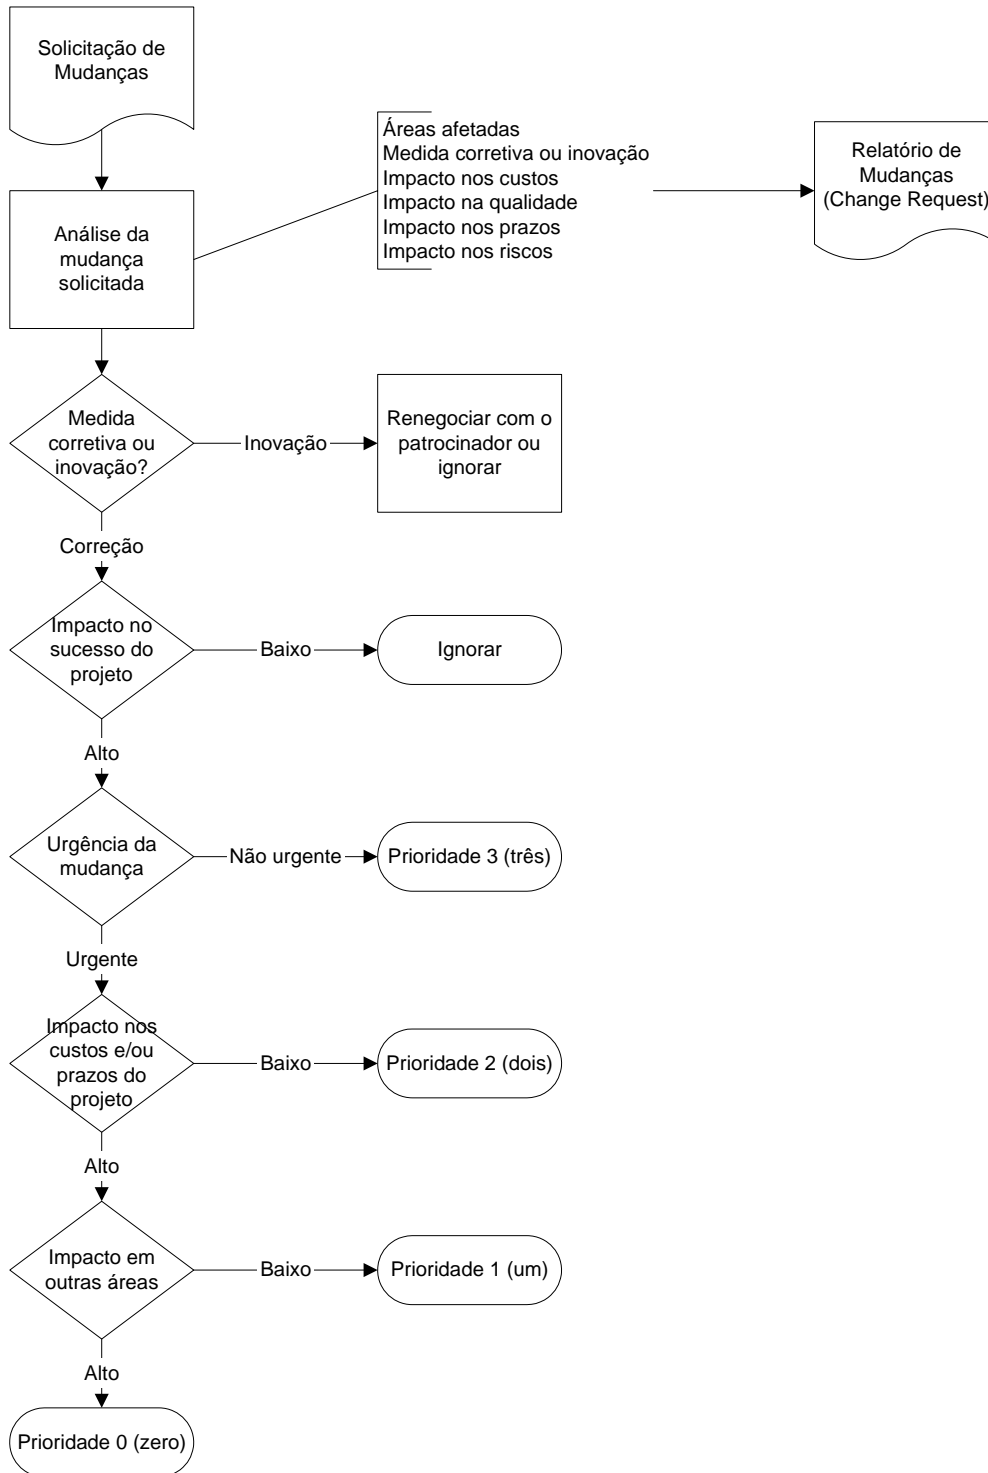 Solicitação de
Mudanças
Áreas afetadas
Medida corretiva ou inovação
Impacto nos custos
Impacto na qualidade
Impacto nos prazos
Impacto nos riscos
Relatório de
Mudanças
(Change Request)
Análise da
mudança
solicitada
Medida
corretiva ou
inovação?
Inovação
Renegociar com o
patrocinador ou
ignorar
Correção
Impacto no
sucesso do
projeto
Baixo
Ignorar
Alto
Urgência da
mudança
Não urgente
Prioridade 3 (três)
Urgente
Impacto nos
custos e/ou
prazos do
projeto
Baixo
Prioridade 2 (dois)
Alto
Impacto em
outras áreas
Baixo
Prioridade 1 (um)
Alto
Prioridade 0 (zero)